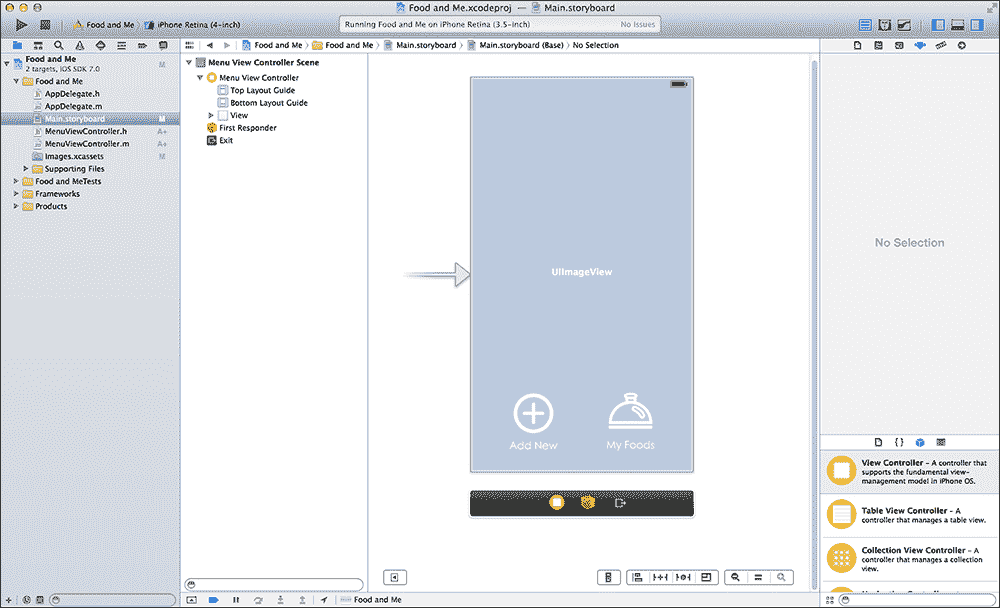 Food and Me.xcodeproj — Main.storyboard
Food and Me iPhone Retina (4-inch)
Running Food and Me on iPhone Retina (3.5-inch) No Issues
Food and Me Food and Me Main.storyboard Main.storyboard (Base) No Selection
Food and Me M
2 targets, iOS SDK 7.0
Food and Me
AppDelegate.h
AppDelegate.m
Main.storyboard M
MenuViewController.h A+
MenuViewController.m A+
Images.xcassets M
Supporting Files
Food and MeTests
Frameworks
Products
Menu View Controller Scene
Menu View Controller
Top Layout Guide
Bottom Layout Guide
View
First Responder
Exit
UIImageView
Add New
My Foods
No Selection
View Controller - A controller that
supports the fundamental view-
management model in iPhone OS.
Table View Controller - A
controller that manages a table view.
Collection View Controller - A
controller that manages a collection
view.
Food and Me